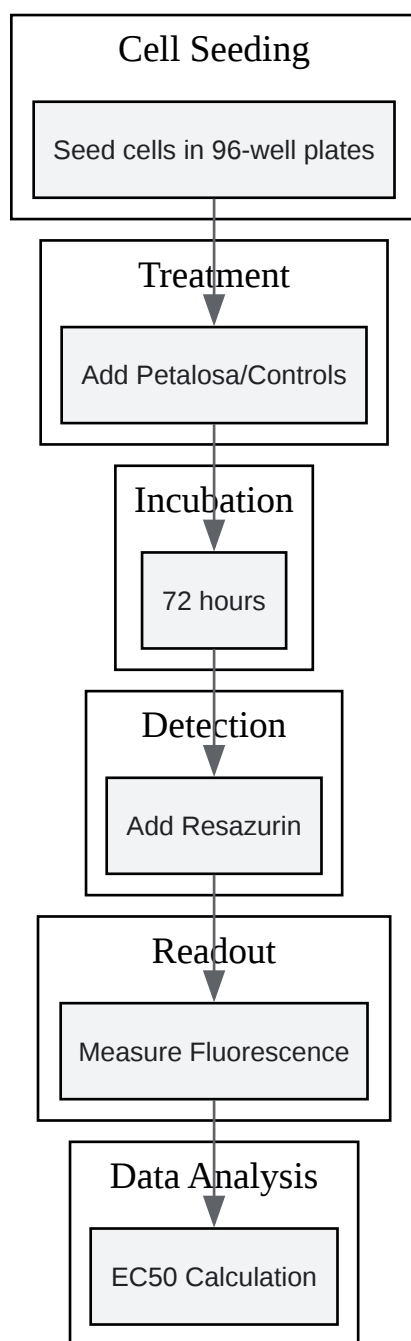 Cell Seeding
Seed cells in 96-well plates
Treatment
Add Petalosa/Controls
Incubation
72 hours
Detection
Add Resazurin
Readout
Measure Fluorescence
Data Analysis
EC50 Calculation